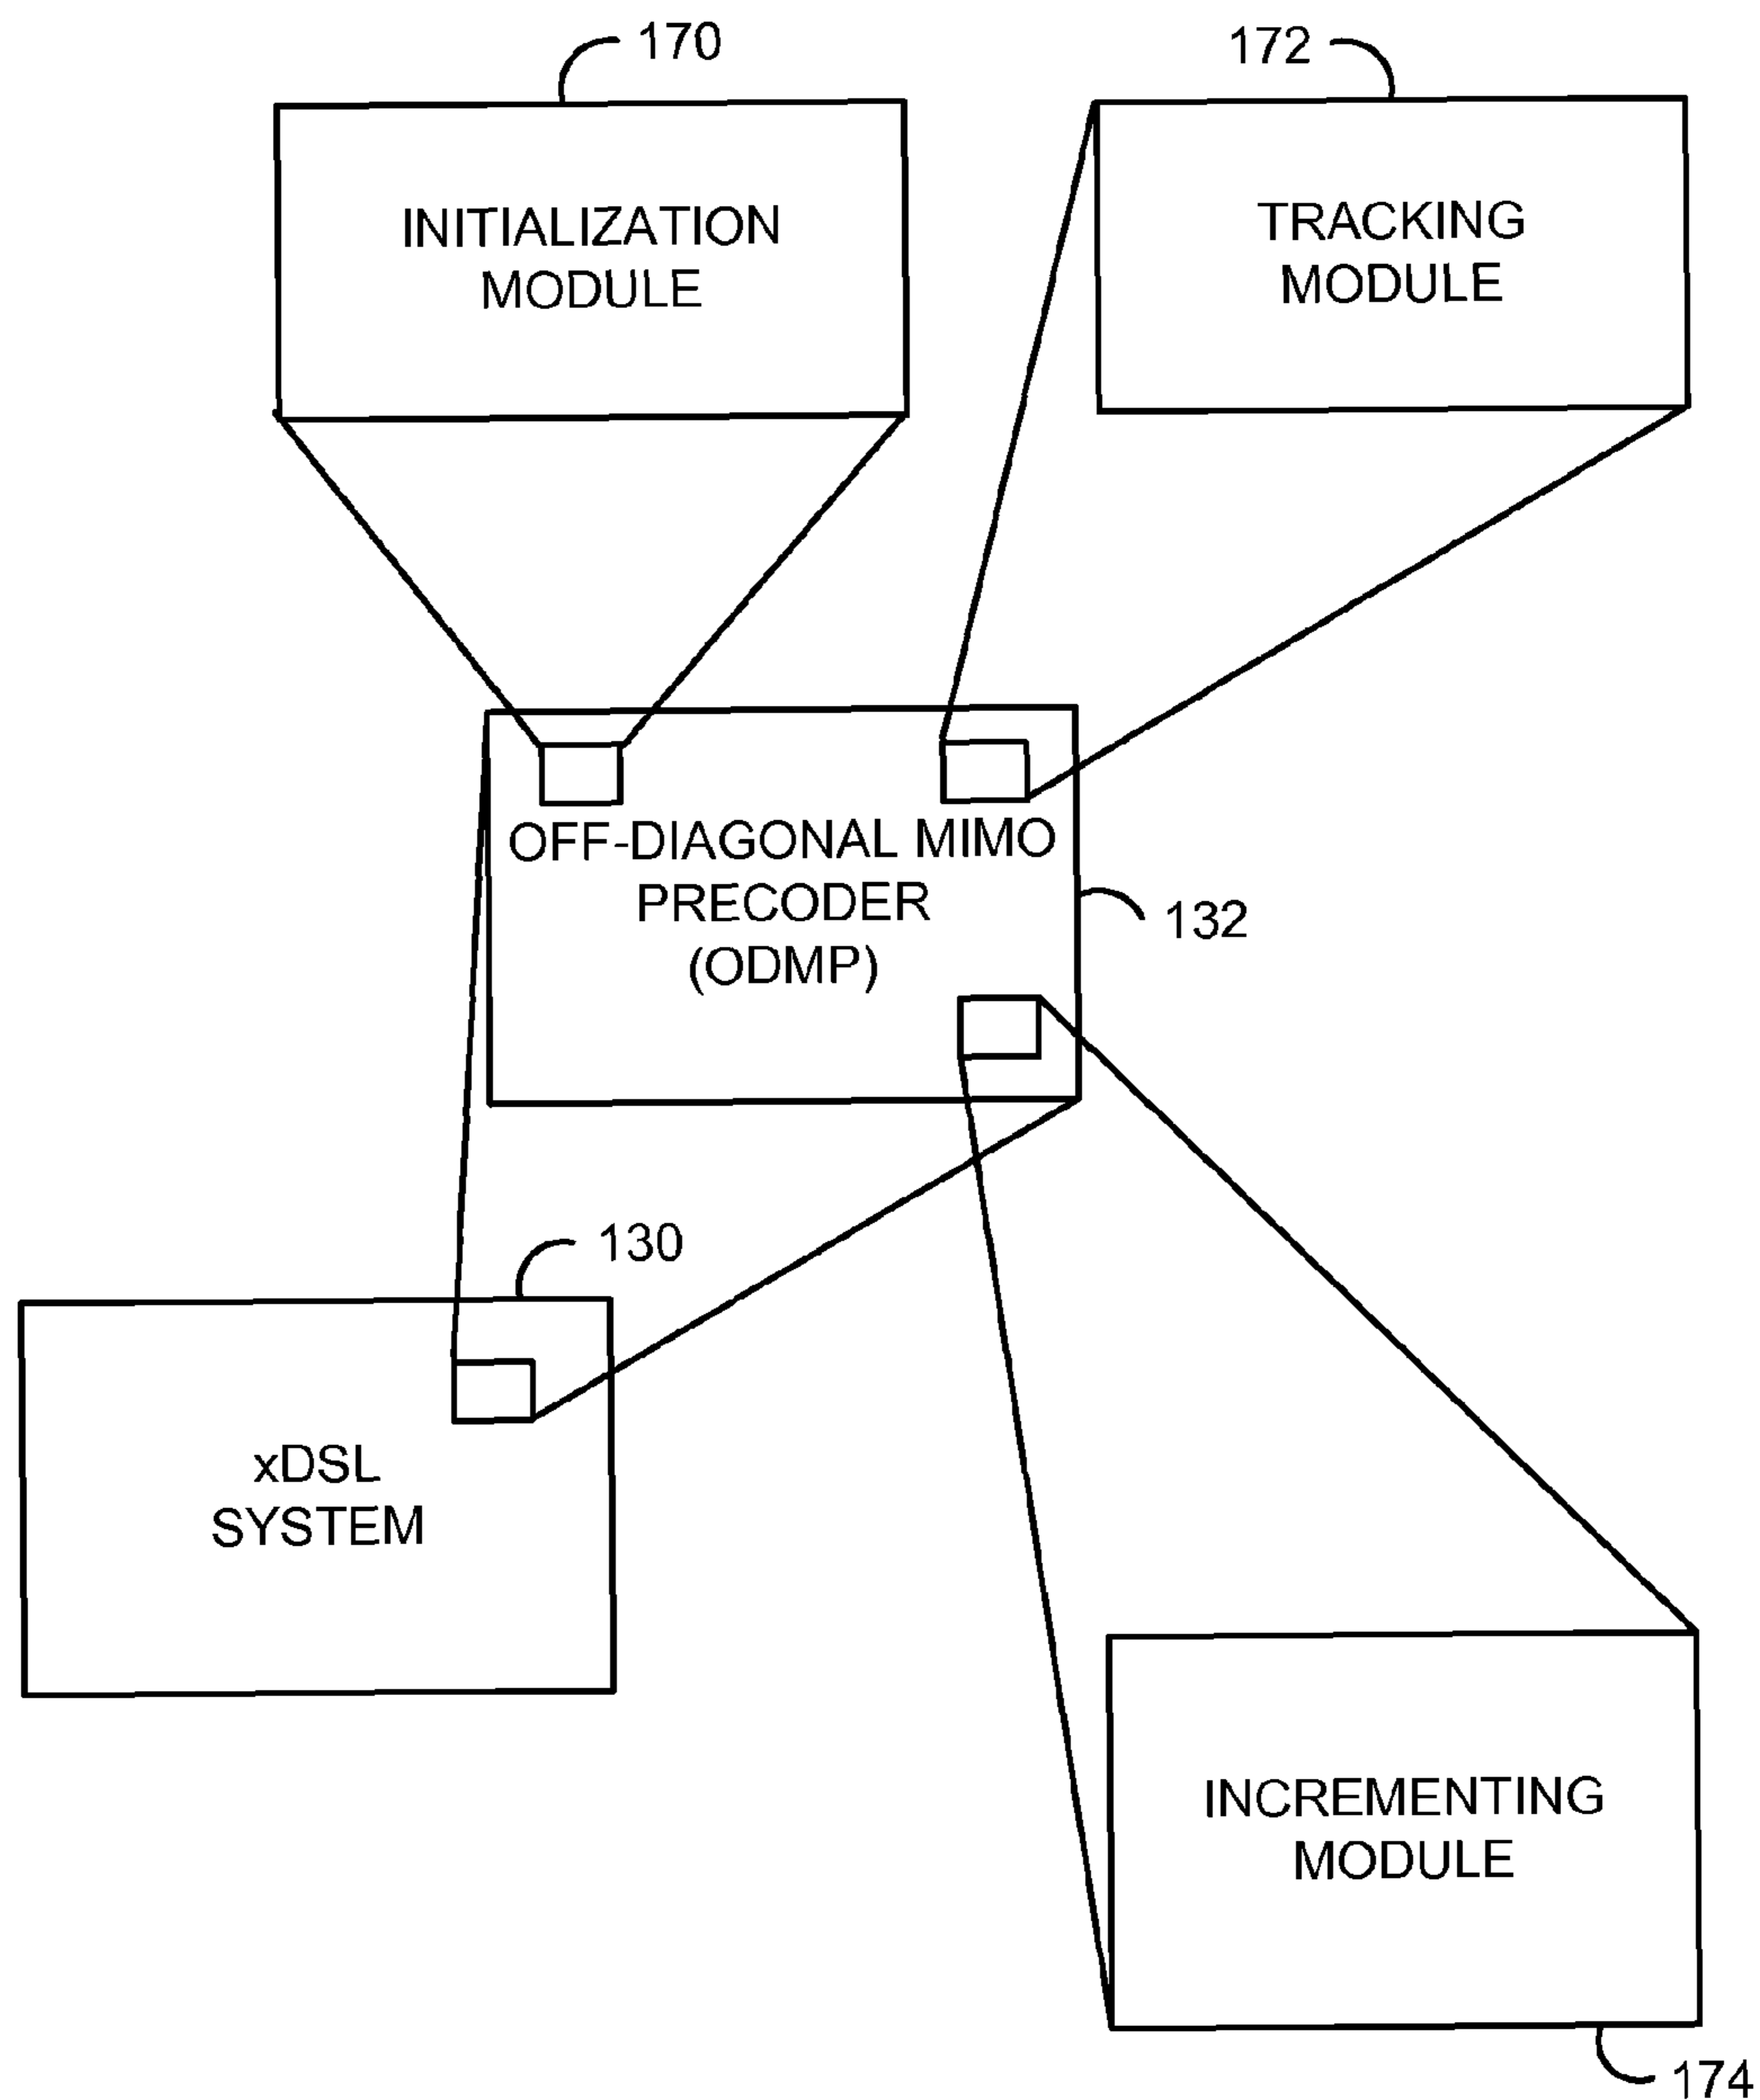 170
172
INITIALIZATION
MODULE
TRACKING
MODULE
OFF-DIAGONAL MIMO
PRECODER
(ODMP)
132
130
xDSL
SYSTEM
INCREMENTING
MODULE
174